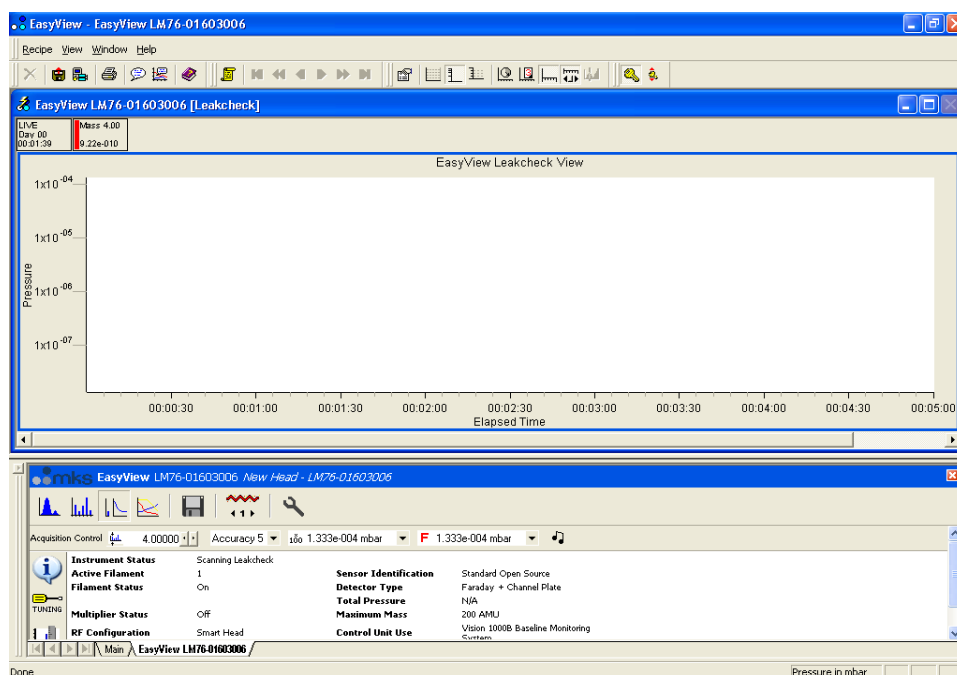 EasyView - EasyView LM76-01603006
Recipe View Window Help
EasyView LM76-01603006 [Leakcheck]
LIVE
Day 00
00:01:39
Mass 4.00
9.22e-010
EasyView Leakcheck View
1x10 -04
1x10 -05
1x10 -06
1x10 -07
Pressure
00:00:30 00:01:00 00:01:30 00:02:00 00:02:30 00:03:00 00:03:30 00:04:00 00:04:30 00:05:00
Elapsed Time
mks EasyView LM76-01603006 New Head - LM76-01603006
Acquisition Control 4.00000 Accuracy 5 100 1.333e-004 mbar F 1.333e-004 mbar
Instrument Status Scanning Leakcheck
Active Filament 1 Sensor Identification Standard Open Source
Filament Status On Detector Type Faraday + Channel Plate
TUNING
Total Pressure N/A
Multiplier Status Off Maximum Mass 200 AMU
RF Configuration Smart Head Control Unit Use Vision 1000B Baseline Monitoring
System
Main EasyView LM76-01603006
Done Pressure in mbar